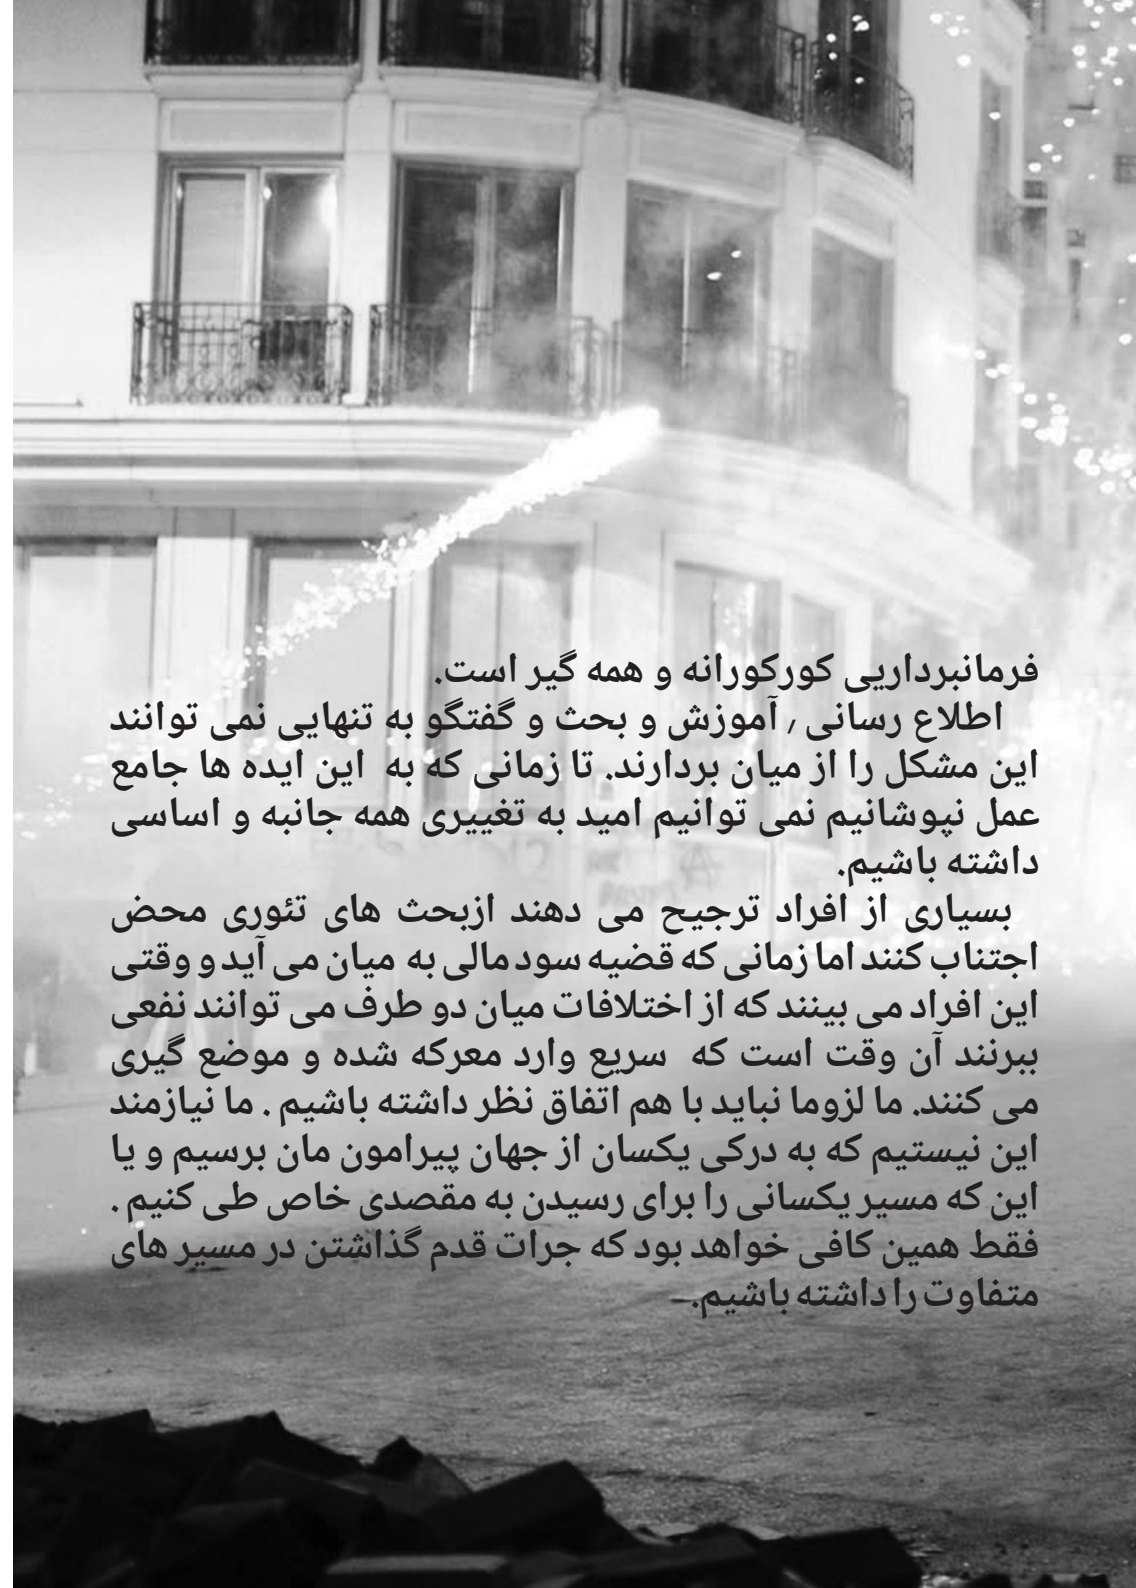 فرمانبرداریی کورکورانه و همه گیر است.
اطلاع رسانی ٬ آموزش و بحث و گفتگو به تنهایی نمی توانند
این مشکل را از میان بردارند. تا زمانی که به این ایده ها جامع
عمل نپوشانیم نمی توانیم امید به تغییری همه جانبه و اساسی
داشته باشیم.
بسیاری از افراد ترجیح می دهند ازبحث های تئوری محض
اجتناب کنند اما زمانی که قضیه سود مالی به میان می آید و وقتی
این افراد می بینند که از اختلافات میان دو طرف می توانند نفعی
ببرنند آن وقت است که سریع وارد معرکه شده و موضع گیری
می کنند. ما لزوما نباید با هم اتفاق نظر داشته باشیم . ما نیازمند
این نیستیم که به درکی یکسان از جهان پیرامون مان برسیم و یا
این که مسیر یکسانی را برای رسیدن به مقصدی خاص طی کنیم .
فقط همین کافی خواهد بود که جرات قدم گذاشتن در مسیر های
متفاوت را داشته باشیم.–